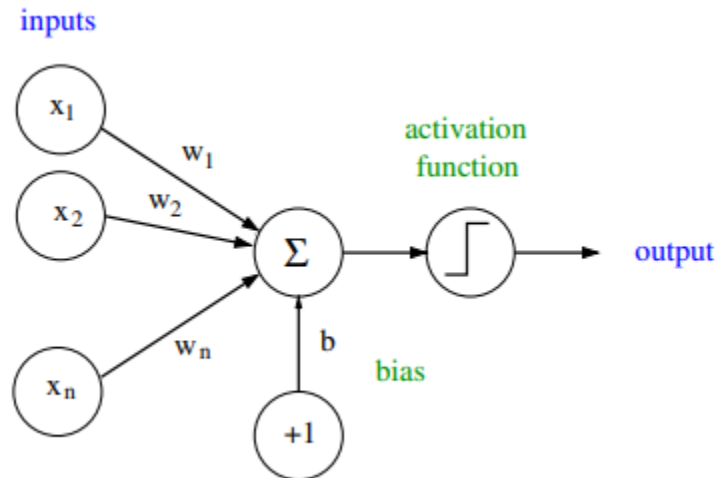 inputs
x1
w1
activation
function
x2
w2
Σ
output
wn
b
bias
xn
+1